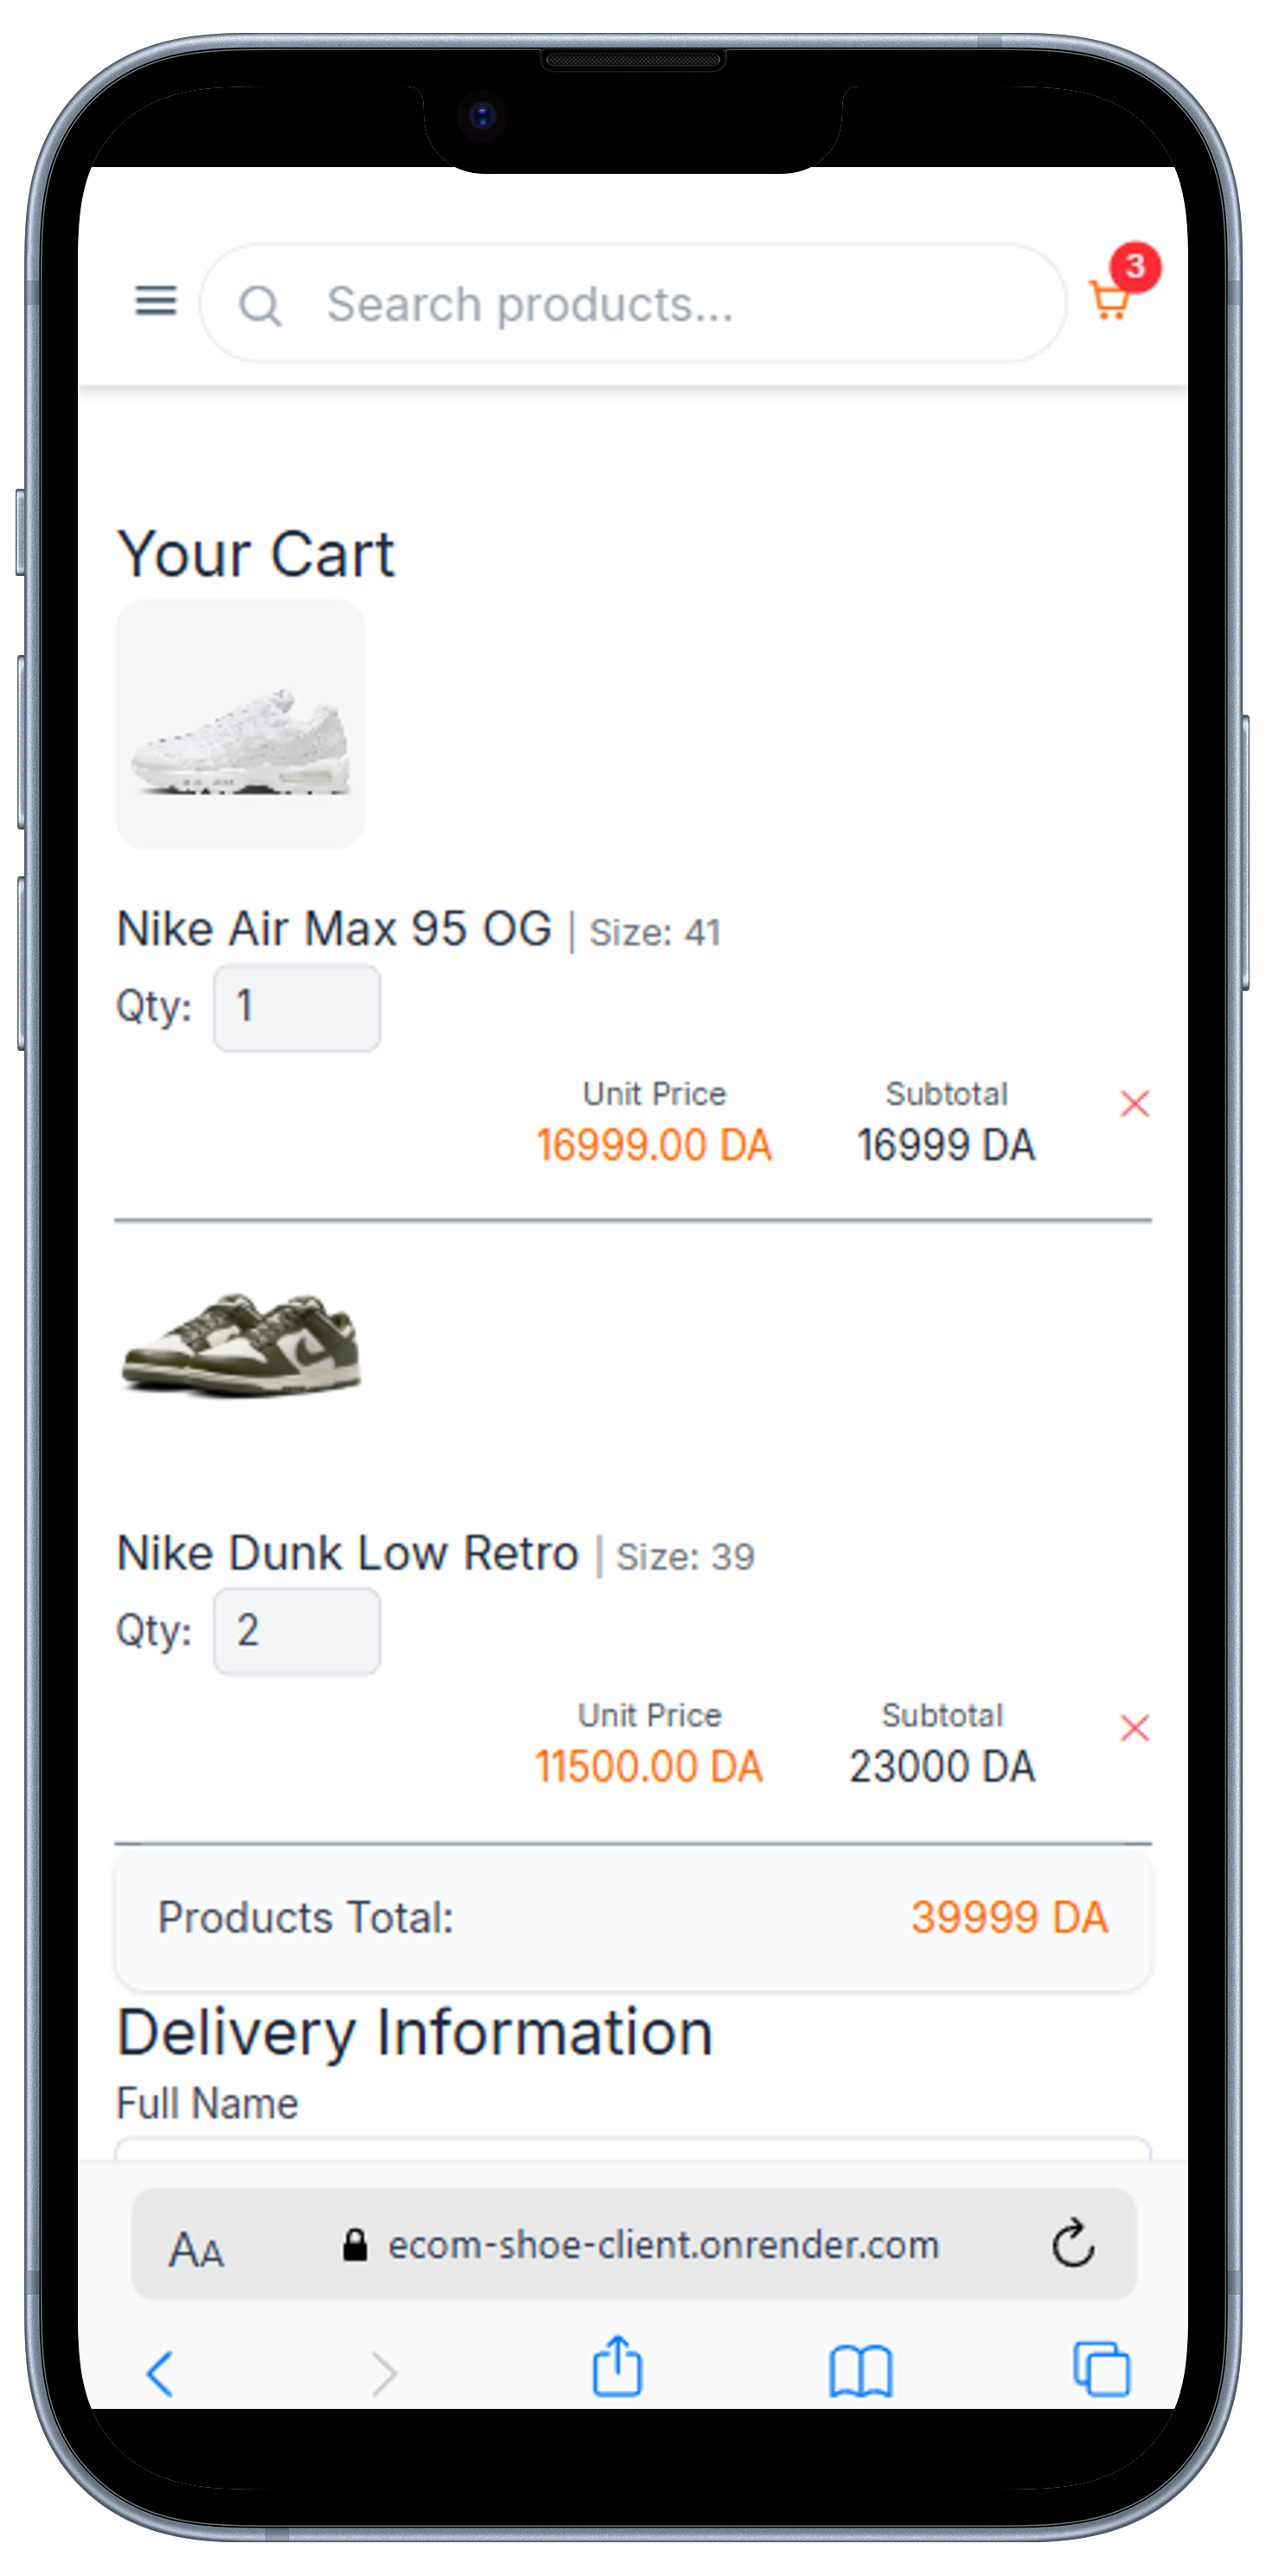 Search products...
3
Your Cart
Nike Air Max 95 OG | Size: 41
Qty: 1
Unit Price Subtotal
16999.00 DA 16999 DA
Nike Dunk Low Retro | Size: 39
Qty: 2
Unit Price Subtotal
11500.00 DA 23000 DA
Products Total: 39999 DA
Delivery Information
Full Name
AA ecom-shoe-client.onrender.com